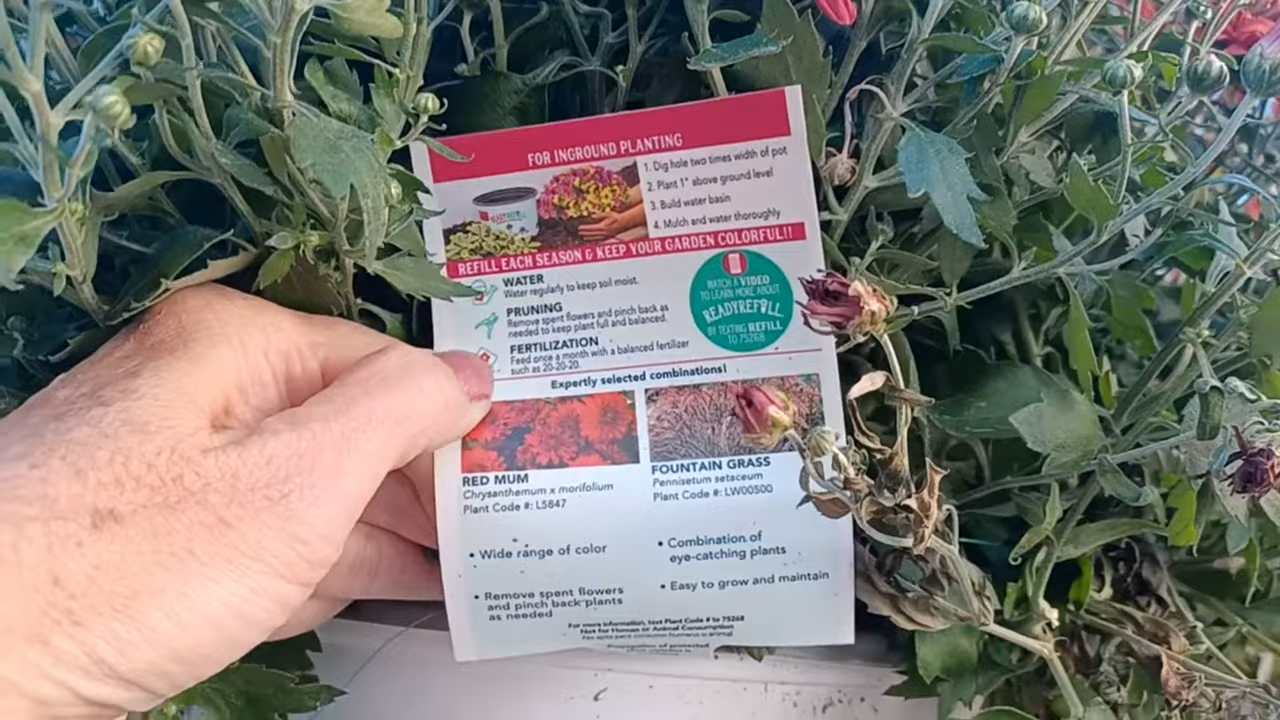 FOR INGROUND PLANTING
1. Dig hole two times width of pot
2. Plant 1" above ground level
3. Build water basin
4. Mulch and water thoroughly
READYREFILL
REFILL EACH SEASON & KEEP YOUR GARDEN COLORFUL!!
WATER
Water regularly to keep soil moist.
PRUNING
Remove spent flowers and pinch back as
needed to keep plant full and balanced.
FERTILIZATION
Feed once a month with a balanced fertilizer
such as 20-20-20.
WATCH A VIDEO
TO LEARN MORE ABOUT
READYREFILL
BY TEXTING REFILL
TO 75268
Expertly selected combinations!
RED MUM
Chrysanthemum x morifolium
Plant Code #: L5847
• Wide range of color
• Remove spent flowers
and pinch back plants
as needed
FOUNTAIN GRASS
Pennisetum setaceum
Plant Code #: LW00500
• Combination of
eye-catching plants
• Easy to grow and maintain
For more information, text Plant Code # to 75268
Not for Human or Animal Consumption
Propagation of protected